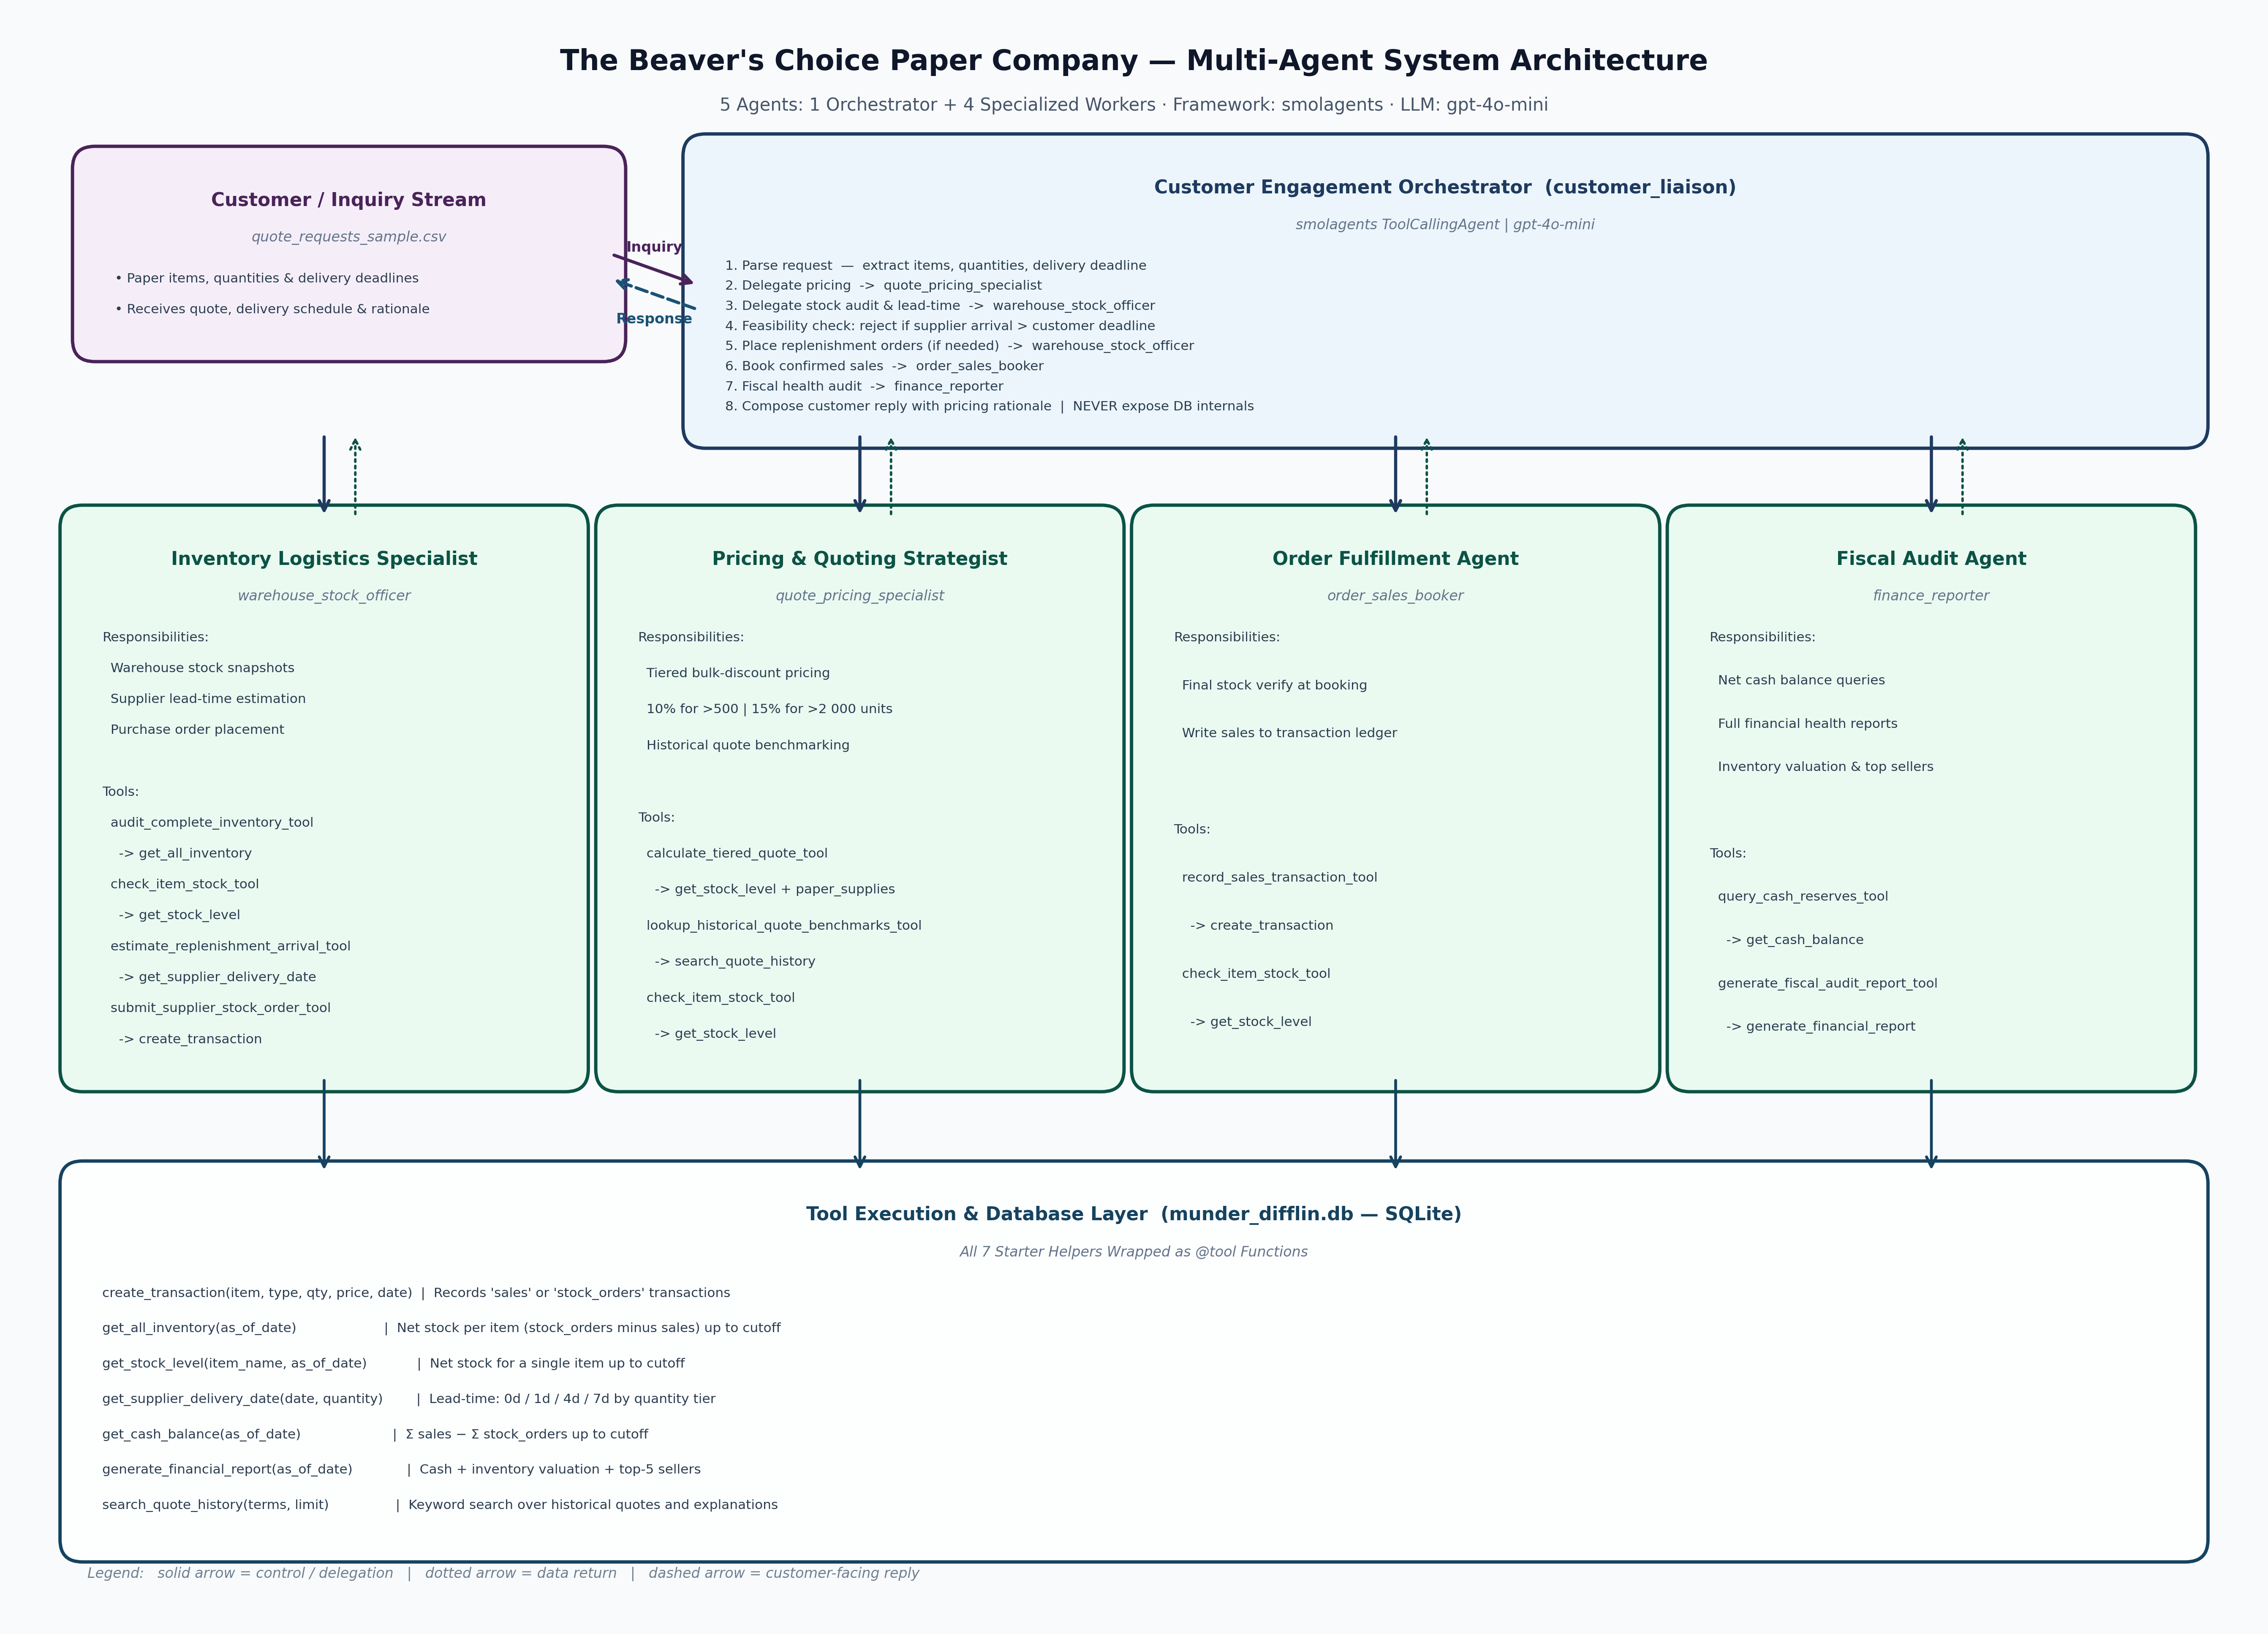 The Beaver's Choice Paper Company — Multi-Agent System Architecture
5 Agents: 1 Orchestrator + 4 Specialized Workers · Framework: smolagents · LLM: gpt-4o-mini
Customer / Inquiry Stream
quote_requests_sample.csv
• Paper items, quantities & delivery deadlines
• Receives quote, delivery schedule & rationale
Inquiry
Response
Customer Engagement Orchestrator (customer_liaison)
smolagents ToolCallingAgent | gpt-4o-mini
1. Parse request — extract items, quantities, delivery deadline
2. Delegate pricing -> quote_pricing_specialist
3. Delegate stock audit & lead-time -> warehouse_stock_officer
4. Feasibility check: reject if supplier arrival > customer deadline
5. Place replenishment orders (if needed) -> warehouse_stock_officer
6. Book confirmed sales -> order_sales_booker
7. Fiscal health audit -> finance_reporter
8. Compose customer reply with pricing rationale | NEVER expose DB internals
Inventory Logistics Specialist
warehouse_stock_officer
Responsibilities:
Warehouse stock snapshots
Supplier lead-time estimation
Purchase order placement
Tools:
audit_complete_inventory_tool
-> get_all_inventory
check_item_stock_tool
-> get_stock_level
estimate_replenishment_arrival_tool
-> get_supplier_delivery_date
submit_supplier_stock_order_tool
-> create_transaction
Pricing & Quoting Strategist
quote_pricing_specialist
Responsibilities:
Tiered bulk-discount pricing
10% for >500 | 15% for >2 000 units
Historical quote benchmarking
Tools:
calculate_tiered_quote_tool
-> get_stock_level + paper_supplies
lookup_historical_quote_benchmarks_tool
-> search_quote_history
check_item_stock_tool
-> get_stock_level
Order Fulfillment Agent
order_sales_booker
Responsibilities:
Final stock verify at booking
Write sales to transaction ledger
Tools:
record_sales_transaction_tool
-> create_transaction
check_item_stock_tool
-> get_stock_level
Fiscal Audit Agent
finance_reporter
Responsibilities:
Net cash balance queries
Full financial health reports
Inventory valuation & top sellers
Tools:
query_cash_reserves_tool
-> get_cash_balance
generate_fiscal_audit_report_tool
-> generate_financial_report
Tool Execution & Database Layer (munder_difflin.db — SQLite)
All 7 Starter Helpers Wrapped as @tool Functions
create_transaction(item, type, qty, price, date) | Records 'sales' or 'stock_orders' transactions
get_all_inventory(as_of_date) | Net stock per item (stock_orders minus sales) up to cutoff
get_stock_level(item_name, as_of_date) | Net stock for a single item up to cutoff
get_supplier_delivery_date(date, quantity) | Lead-time: 0d / 1d / 4d / 7d by quantity tier
get_cash_balance(as_of_date) | Σ sales − Σ stock_orders up to cutoff
generate_financial_report(as_of_date) | Cash + inventory valuation + top-5 sellers
search_quote_history(terms, limit) | Keyword search over historical quotes and explanations
Legend: solid arrow = control / delegation | dotted arrow = data return | dashed arrow = customer-facing reply